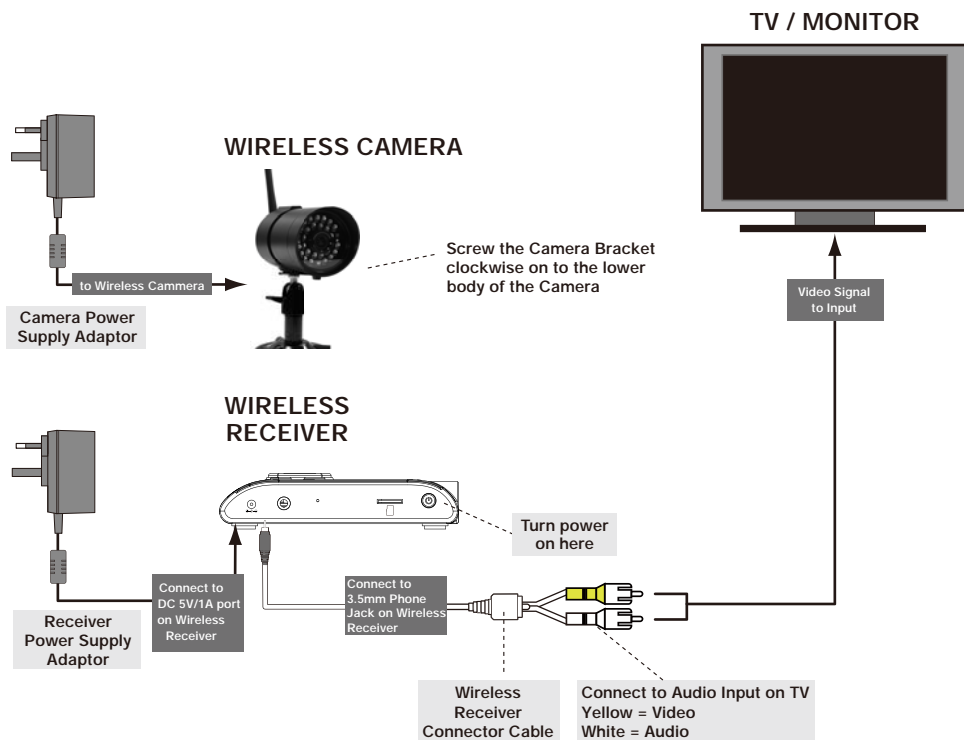 TV / MONITOR
WIRELESS CAMERA
Screw the Camera Bracket
clockwise on to the lower
body of the Camera
to Wireless Cammera
Camera Power
Supply Adaptor
Video Signal
to Input
WIRELESS
RECEIVER
Turn power
on here
Connect to
DC 5V/1A port
on Wireless
Receiver
Connect to
3.5mm Phone
Jack on Wireless
Receiver
Receiver
Power Supply
Adaptor
Wireless
Receiver
Connector Cable
Connect to Audio Input on TV
Yellow = Video
White = Audio